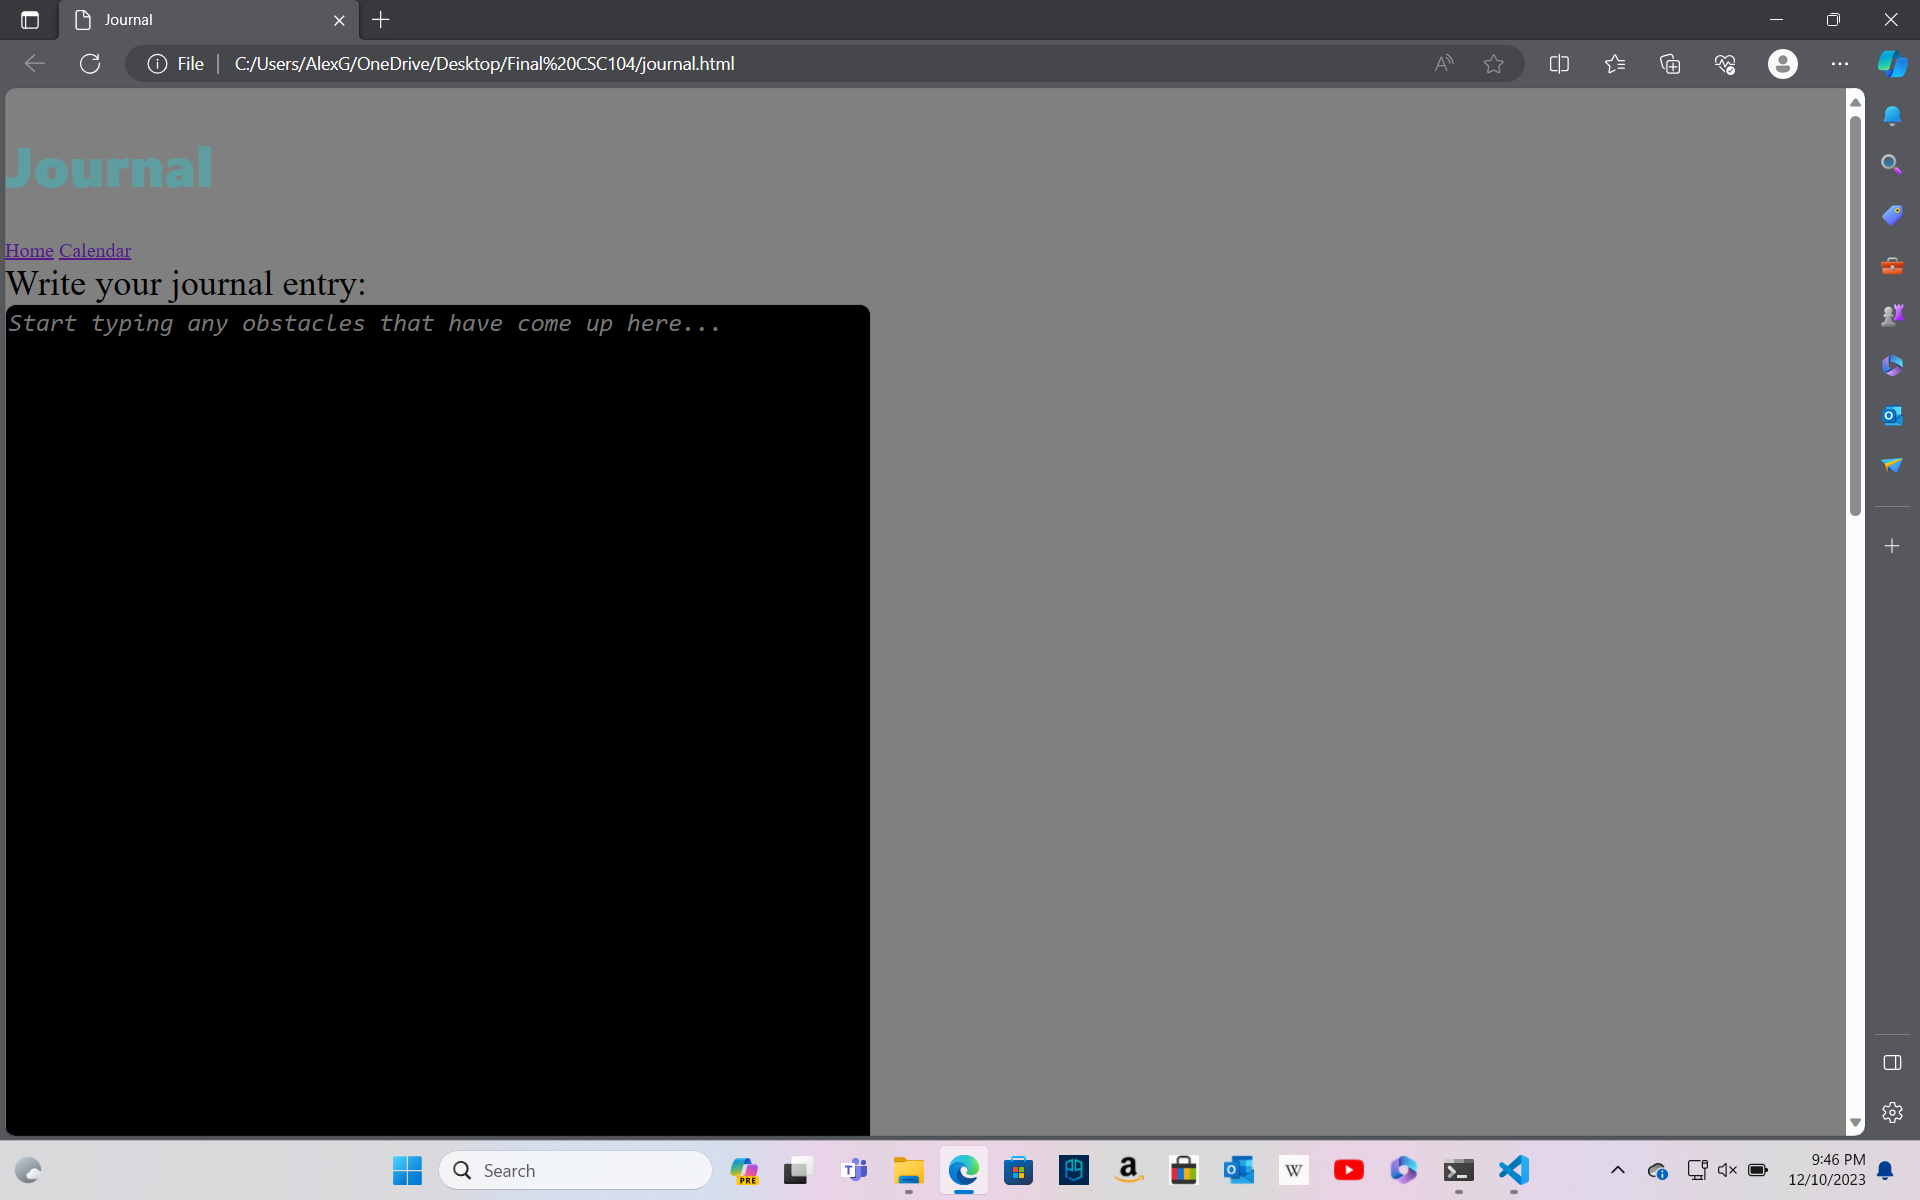 Journal
File
C:/Users/AlexG/OneDrive/Desktop/Final%20CSC104/journal.html
Journal
Home Calendar
Write your journal entry:
Start typing any obstacles that have come up here...
Search
PRE
9:46 PM
12/10/2023